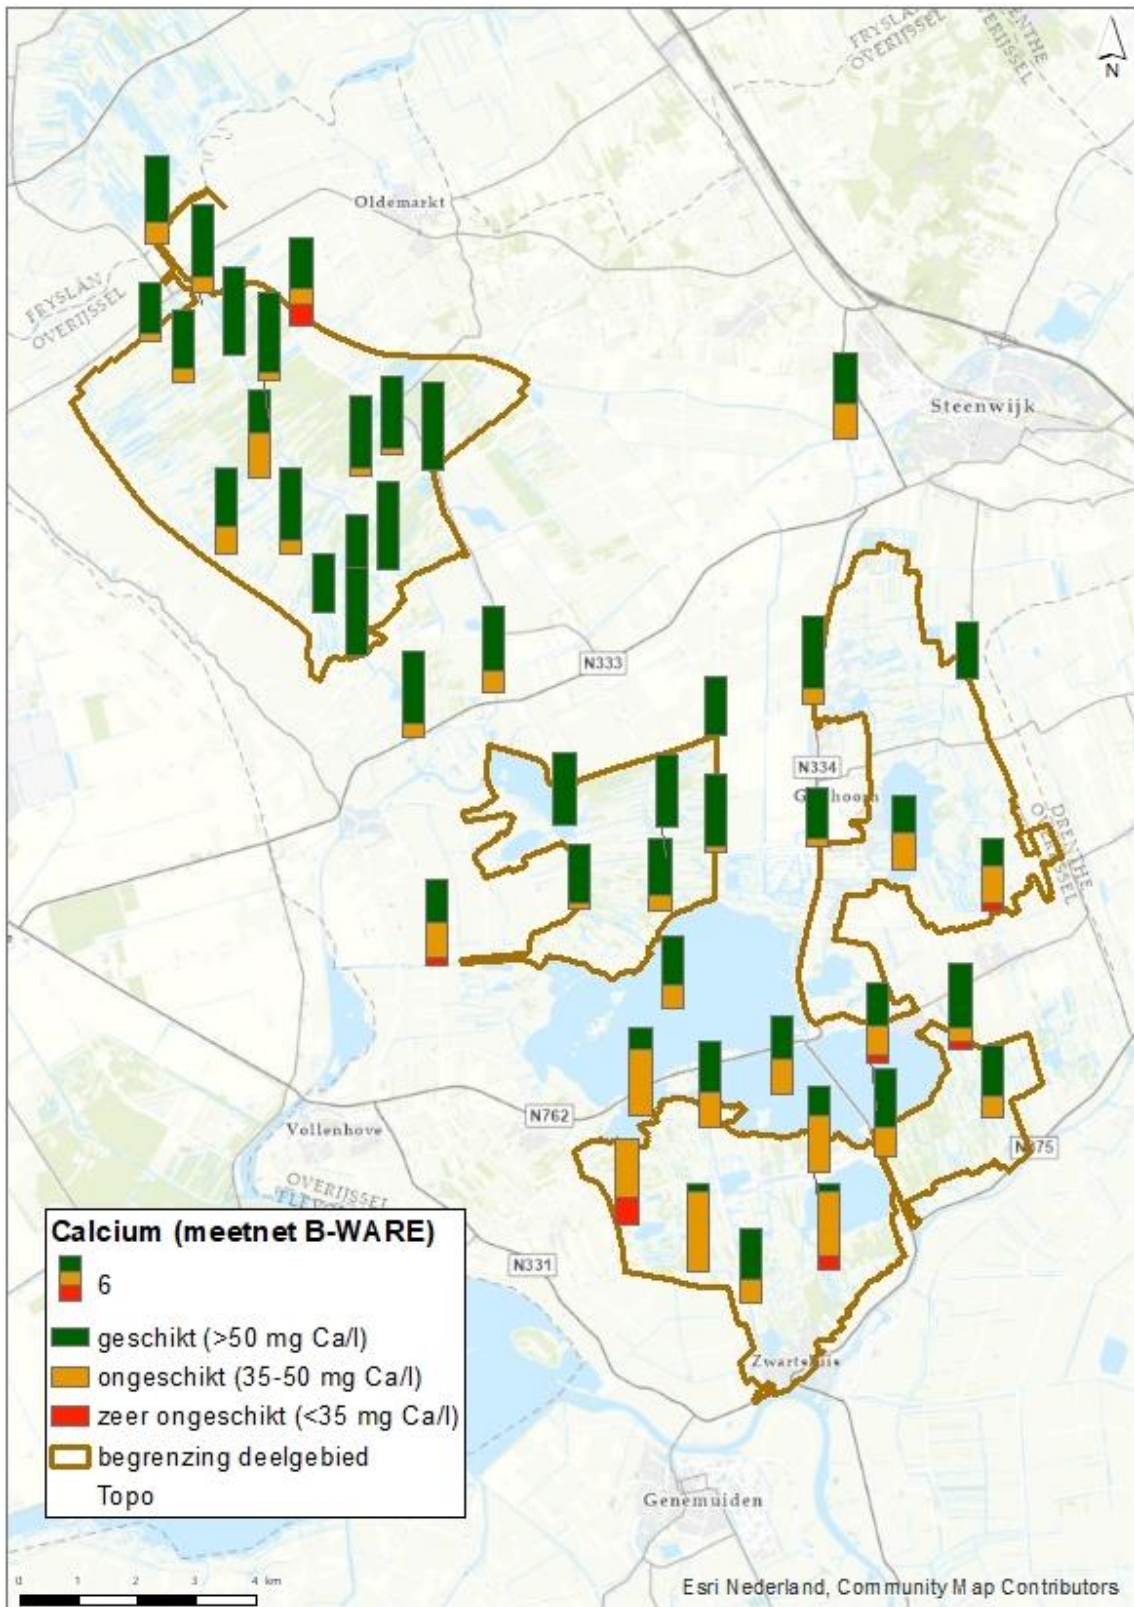 FRYSLÂN
OVERIJSSEL
DRENTHE
OVERIJSSEL
N
Oldemarkt
FRYSLÂN
OVERIJSSEL
Steenwijk
N333
N334
DRENTHE
OVERIJSSEL
N762
Vollenhove
N375
OVERIJSSEL
N331
Zwartsluis
Genemuiden
Calcium (meetnet B-WARE)
6
geschikt (>50 mg Ca/l)
ongeschikt (35-50 mg Ca/l)
zeer ongeschikt (<35 mg Ca/l)
begrenzing deelgebied
Topo
0 1 2 4 km
Esri Nederland, Community Map Contributors